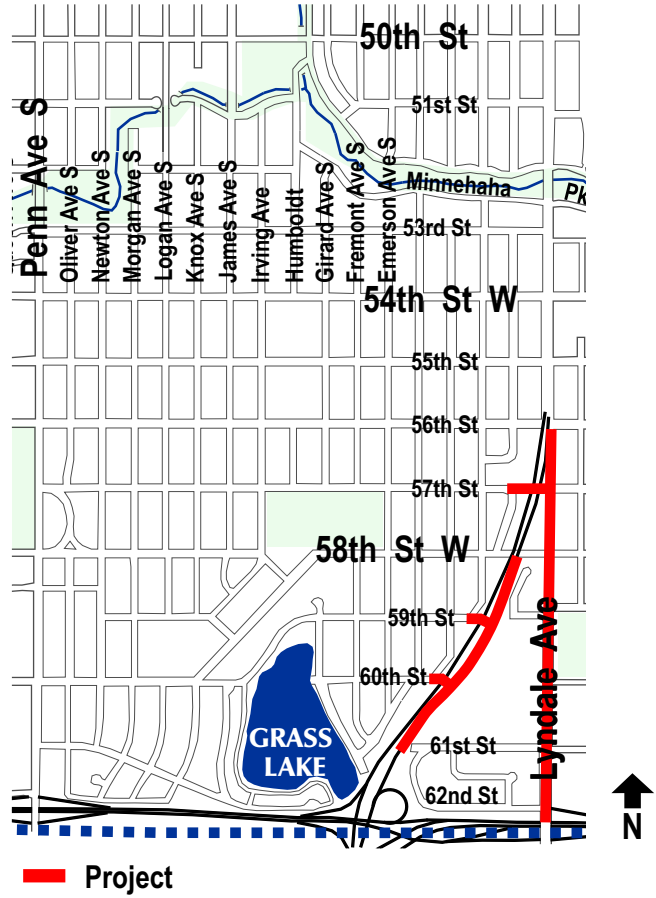 50th St
51st St
Penn Ave S
Oliver Ave S
Newton Ave S
Morgan Ave S
Logan Ave S
Knox Ave S
James Ave S
Irving Ave
Humboldt
Girard Ave S
Fremont Ave S
Emerson Ave S
Minnehaha Pk
53rd St
54th St W
55th St
56th St
57th St
58th St W
59th St
60th St
GRASS
LAKE
61st St
62nd St
Lyndale Ave
N
Project